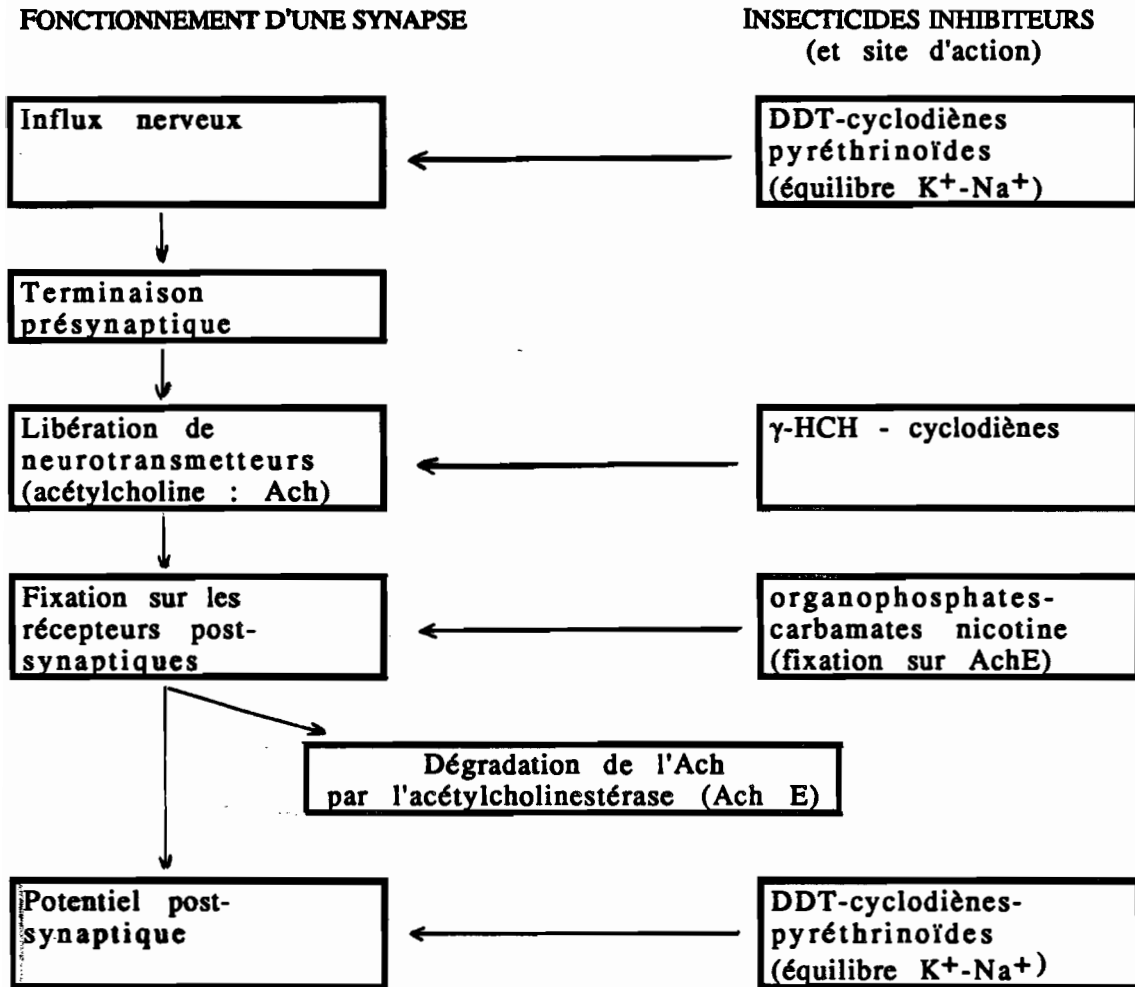 FONCTIONNEMENT D'UNE SYNAPSE
INSECTICIDES INHIBITEURS
(et site d'action)
Influx nerveux
DDT-cyclodiènes
pyréthrinoïdes
(équilibre K+-Na+)
Terminaison
présynaptique
Libération de
neurotransmetteurs
(acétylcholine : Ach)
γ-HCH - cyclodiènes
Fixation sur les
récepteurs post-
synaptiques
organophosphates-
carbamates nicotine
(fixation sur AchE)
Dégradation de l'Ach
par l'acétylcholinestérase (Ach E)
Potentiel post-
synaptique
DDT-cyclodiènes-
pyréthrinoïdes
(équilibre K+-Na+)